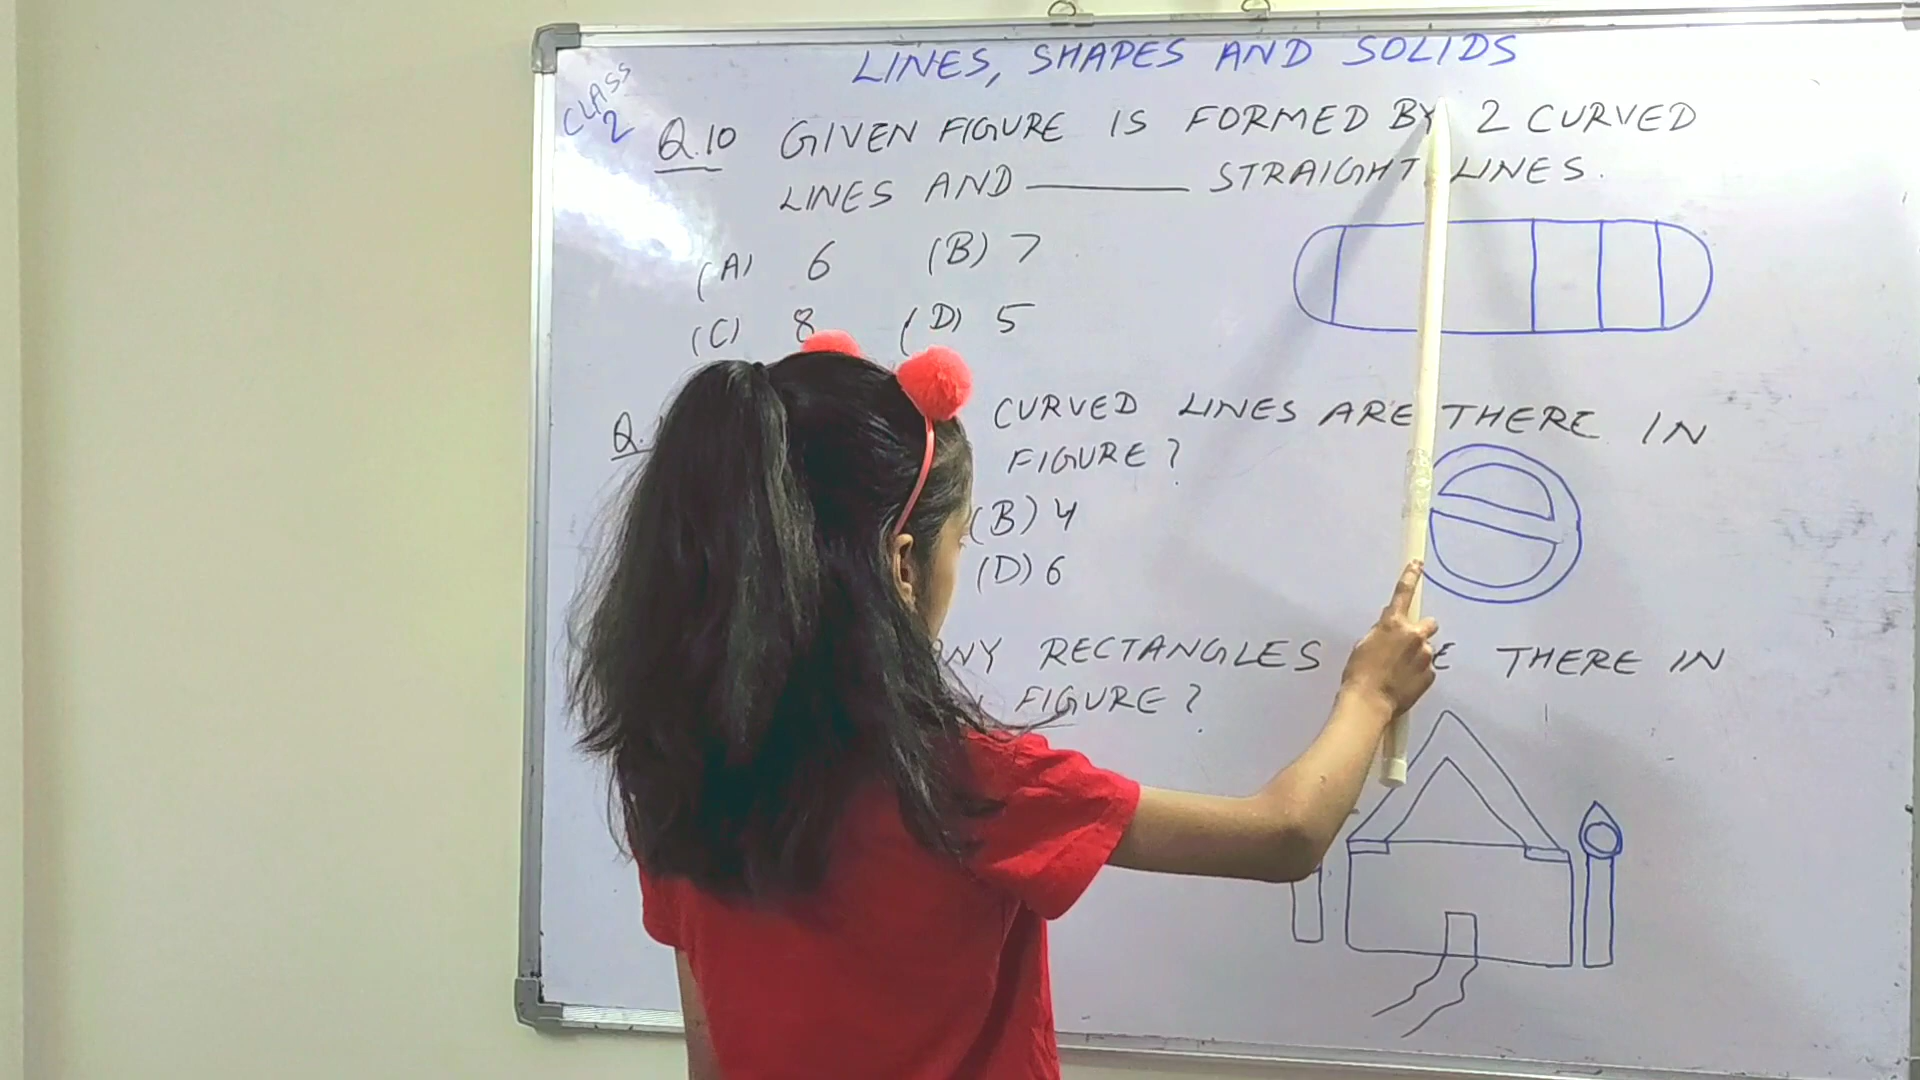 LINES, SHAPES AND SOLIDS
CLASS
2
Q.10 GIVEN FIGURE IS FORMED BY 2 CURVED
LINES AND ______ STRAIGHT LINES.
(A) 6 (B) 7
(C) 8 (D) 5
Q. CURVED LINES ARE THERE IN
FIGURE?
(B) 4
(D) 6
RECTANGLES THERE IN
FIGURE?